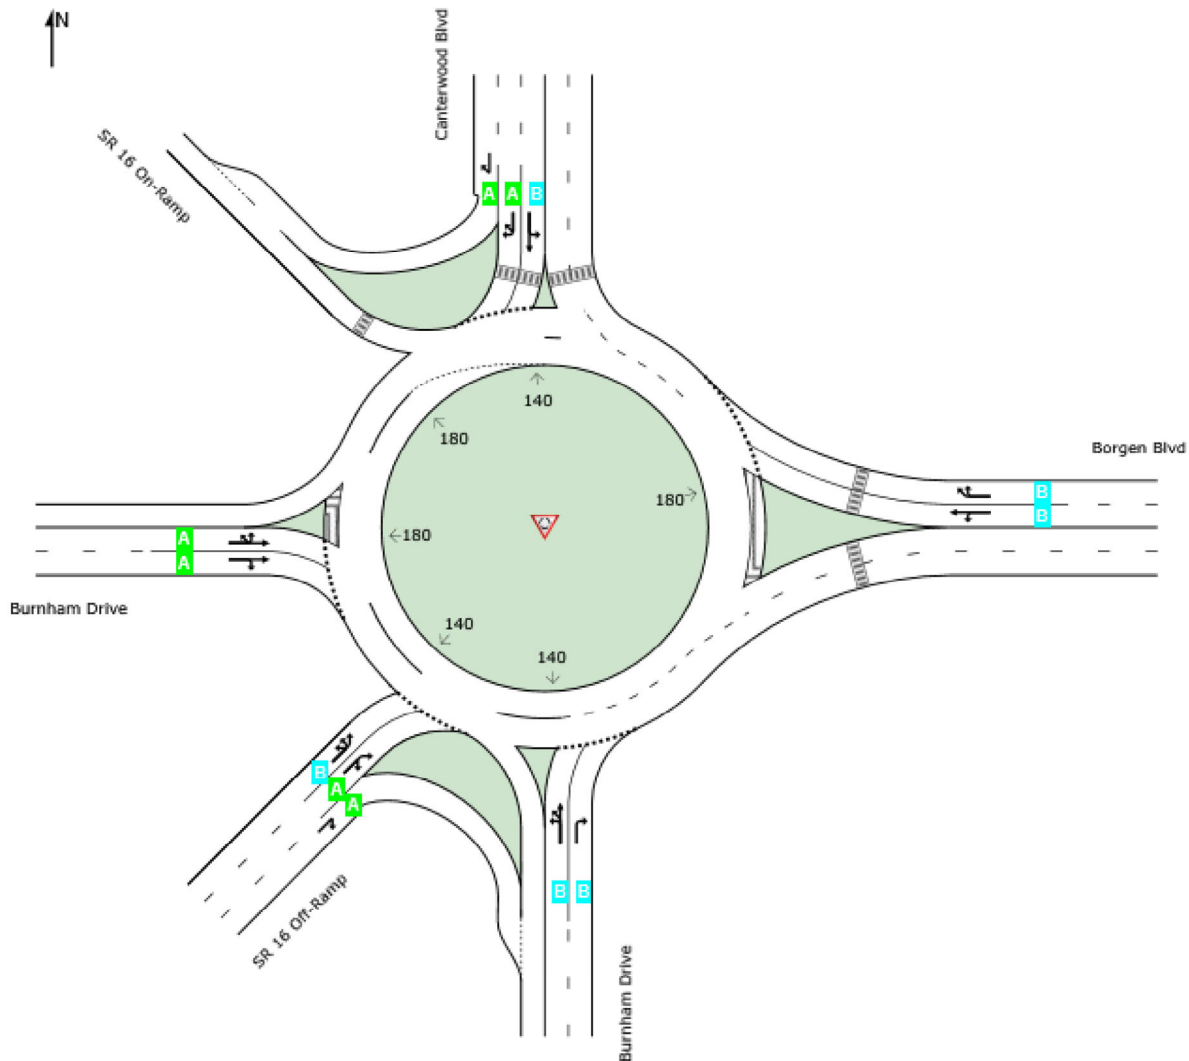 N
Canterwood Blvd
SR 16 On-Ramp
A A B
140
180
180
180
140
140
Borgen Blvd
B
B
A
A
Burnham Drive
B
A
A
SR 16 Off-Ramp
B B
Burnham Drive